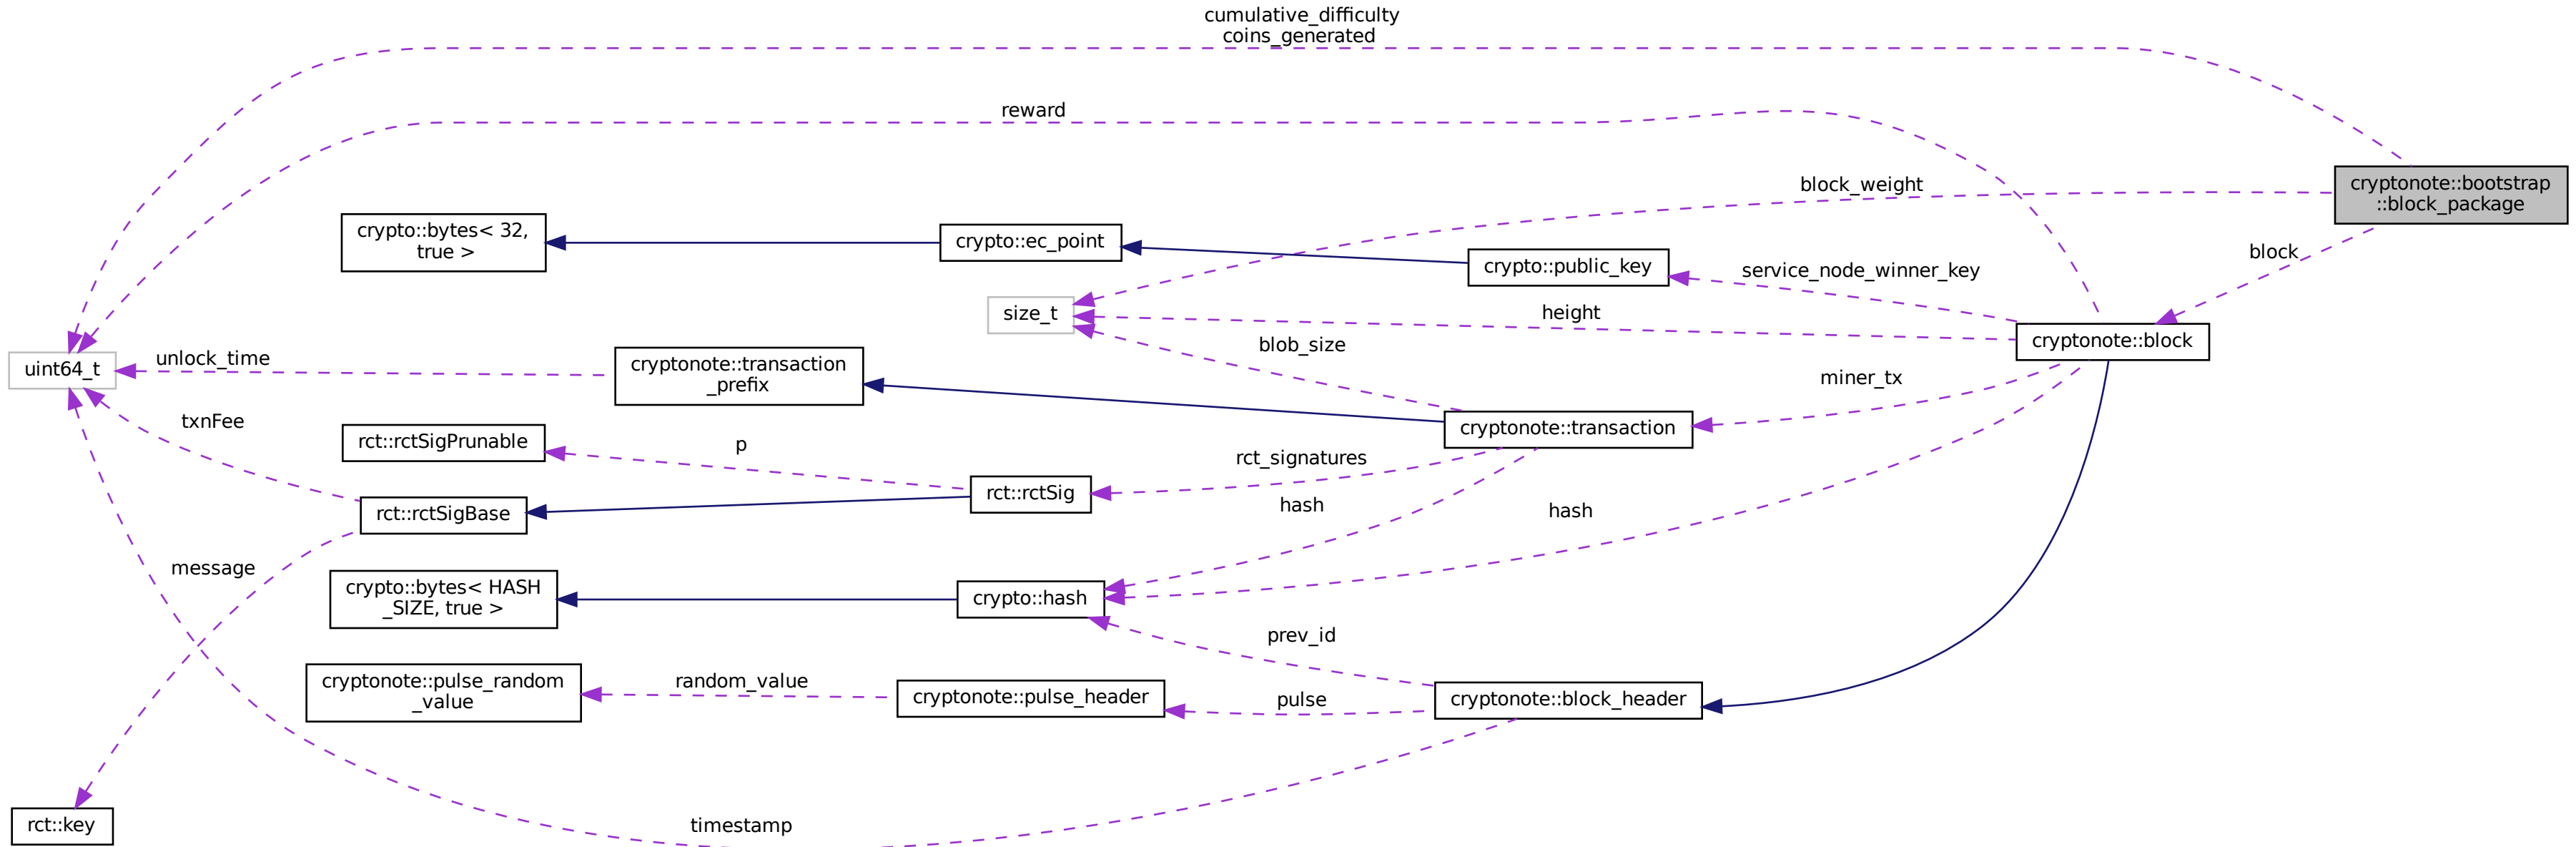 cumulative_difficulty
coins_generated
reward
block_weight
cryptonote::bootstrap
::block_package
crypto::bytes< 32,
true >
crypto::ec_point
crypto::public_key
service_node_winner_key
block
size_t
height
cryptonote::block
blob_size
uint64_t
unlock_time
cryptonote::transaction
_prefix
miner_tx
txnFee
rct::rctSigPrunable
p
cryptonote::transaction
rct_signatures
rct::rctSig
hash
hash
rct::rctSigBase
message
crypto::bytes< HASH
_SIZE, true >
crypto::hash
prev_id
cryptonote::pulse_random
_value
random_value
cryptonote::pulse_header
pulse
cryptonote::block_header
rct::key
timestamp